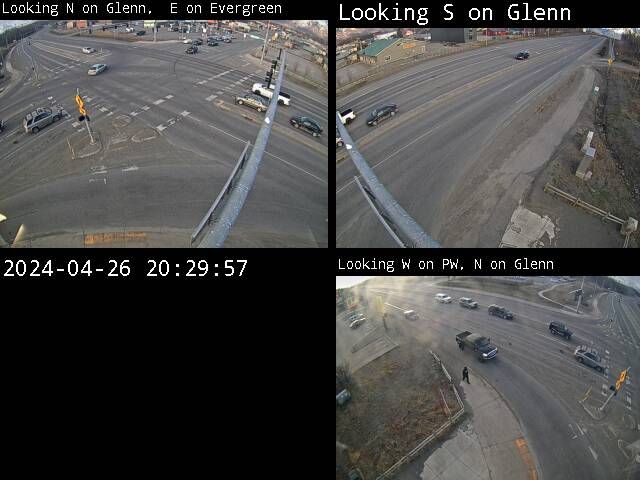 Looking N on Glenn, E on Evergreen
Looking S on Glenn
2024-04-26 20:29:57
Looking W on PW, N on Glenn